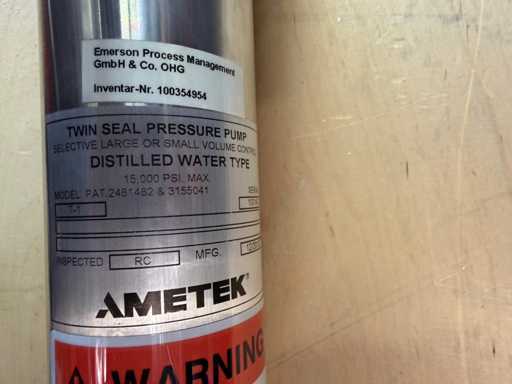 Emerson Process Management
GmbH & Co. OHG
Inventar-Nr. 100354954
TWIN SEAL PRESSURE PUMP
SELECTIVE LARGE OR SMALL VOLUME CONTROL
DISTILLED WATER TYPE
15,000 PSI, MAX.
MODEL PAT.2481482 & 3155041
T-1
INSPECTED RC MFG.
AMETEK®
WARNING